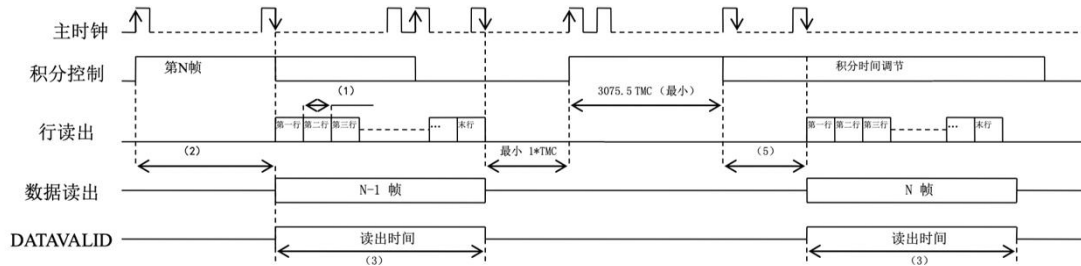 主时钟
积分控制
第N帧
3075.5 TMC （最小）
积分时间调节
（1）
行读出
第一行 第二行 第三行 … 末行
第一行 第二行 第三行 … 末行
（2）
最小 1*TMC
（5）
数据读出
N-1 帧
N 帧
DATAVALID
读出时间
（3）
读出时间
（3）